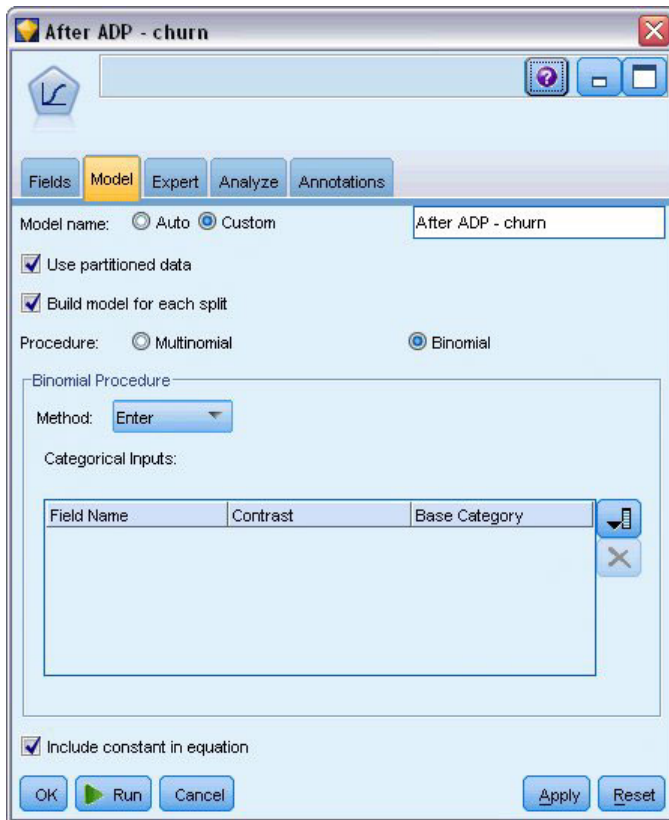 After ADP - churn
Fields Model Expert Analyze Annotations
Model name: Auto Custom After ADP - churn
Use partitioned data
Build model for each split
Procedure: Multinomial Binomial
Binomial Procedure
Method: Enter
Categorical Inputs:
Field Name Contrast Base Category
Include constant in equation
OK Run Cancel Apply Reset